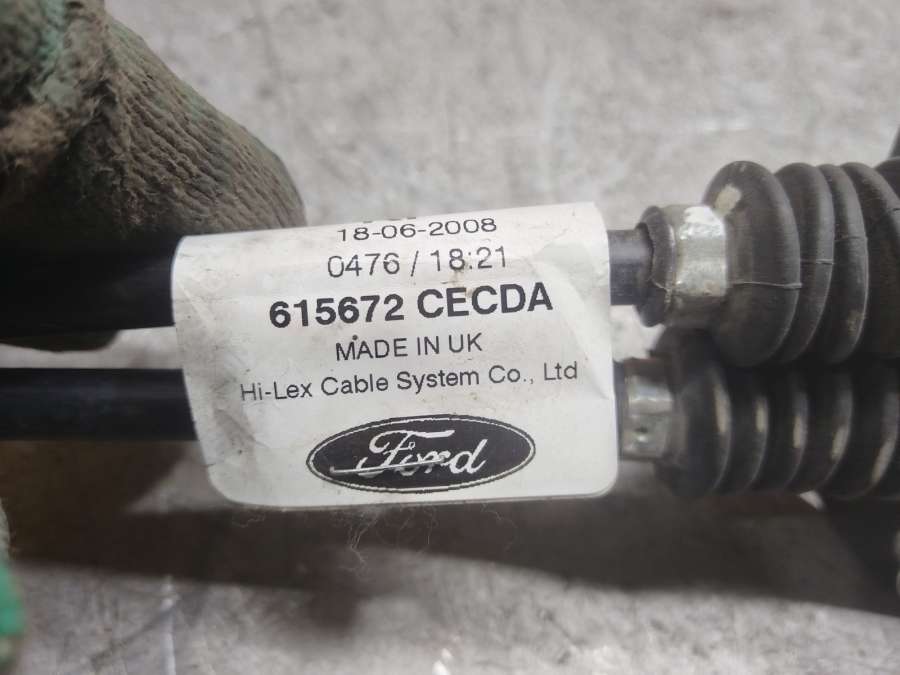 18-06-2008
0476 / 18:21
615672 CECDA
MADE IN UK
Hi-Lex Cable System Co., Ltd
Ford